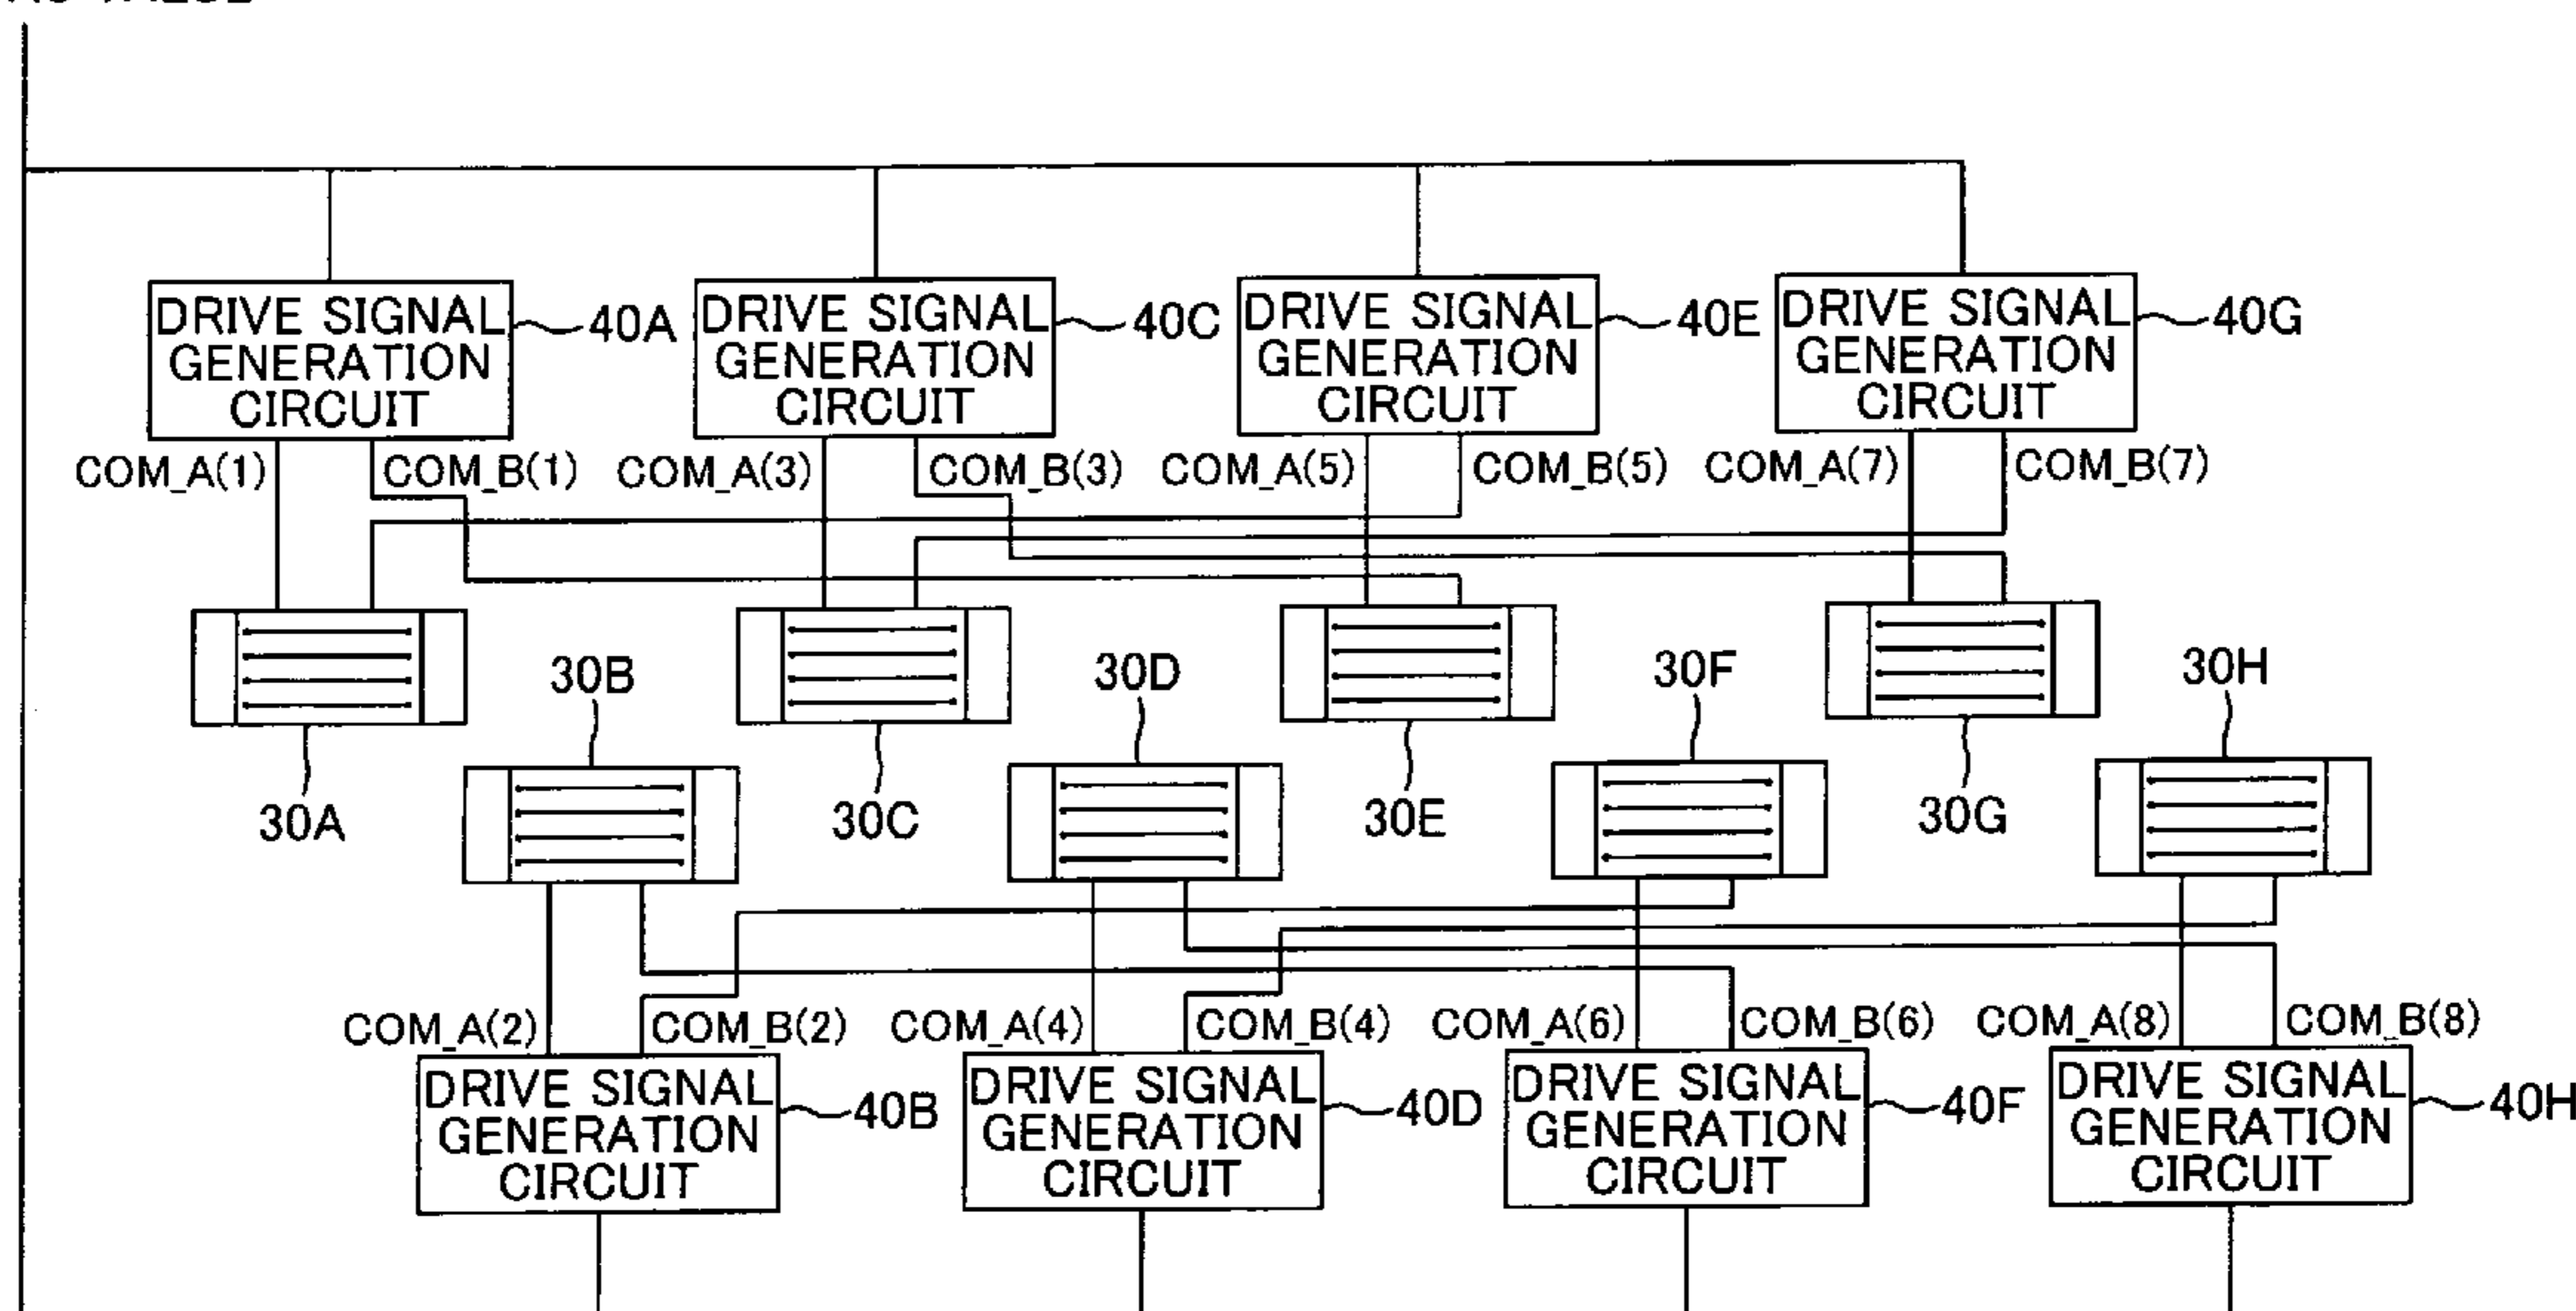 DRIVE SIGNAL
GENERATION
CIRCUIT
40A
DRIVE SIGNAL
GENERATION
CIRCUIT
40C
DRIVE SIGNAL
GENERATION
CIRCUIT
40E
DRIVE SIGNAL
GENERATION
CIRCUIT
40G
COM_A(1)
COM_B(1)
COM_A(3)
COM_B(3)
COM_A(5)
COM_B(5)
COM_A(7)
COM_B(7)
30B
30D
30F
30H
30A
30C
30E
30G
COM_A(2)
COM_B(2)
COM_A(4)
COM_B(4)
COM_A(6)
COM_B(6)
COM_A(8)
COM_B(8)
DRIVE SIGNAL
GENERATION
CIRCUIT
40B
DRIVE SIGNAL
GENERATION
CIRCUIT
40D
DRIVE SIGNAL
GENERATION
CIRCUIT
40F
DRIVE SIGNAL
GENERATION
CIRCUIT
40H